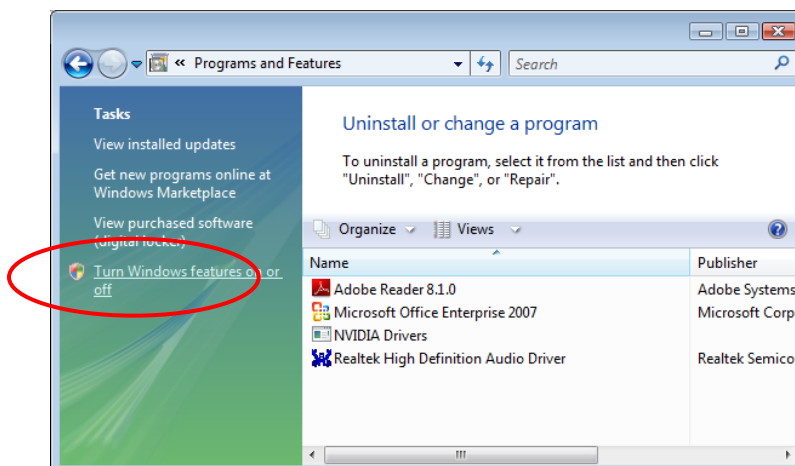 « Programs and Features
Search
Tasks
View installed updates
Get new programs online at
Windows Marketplace
View purchased software
(digital locker)
Turn Windows features on or
off
Uninstall or change a program
To uninstall a program, select it from the list and then click
"Uninstall", "Change", or "Repair".
Organize Views
Name Publisher
Adobe Reader 8.1.0 Adobe Systems
Microsoft Office Enterprise 2007 Microsoft Corp
NVIDIA Drivers
Realtek High Definition Audio Driver Realtek Semico